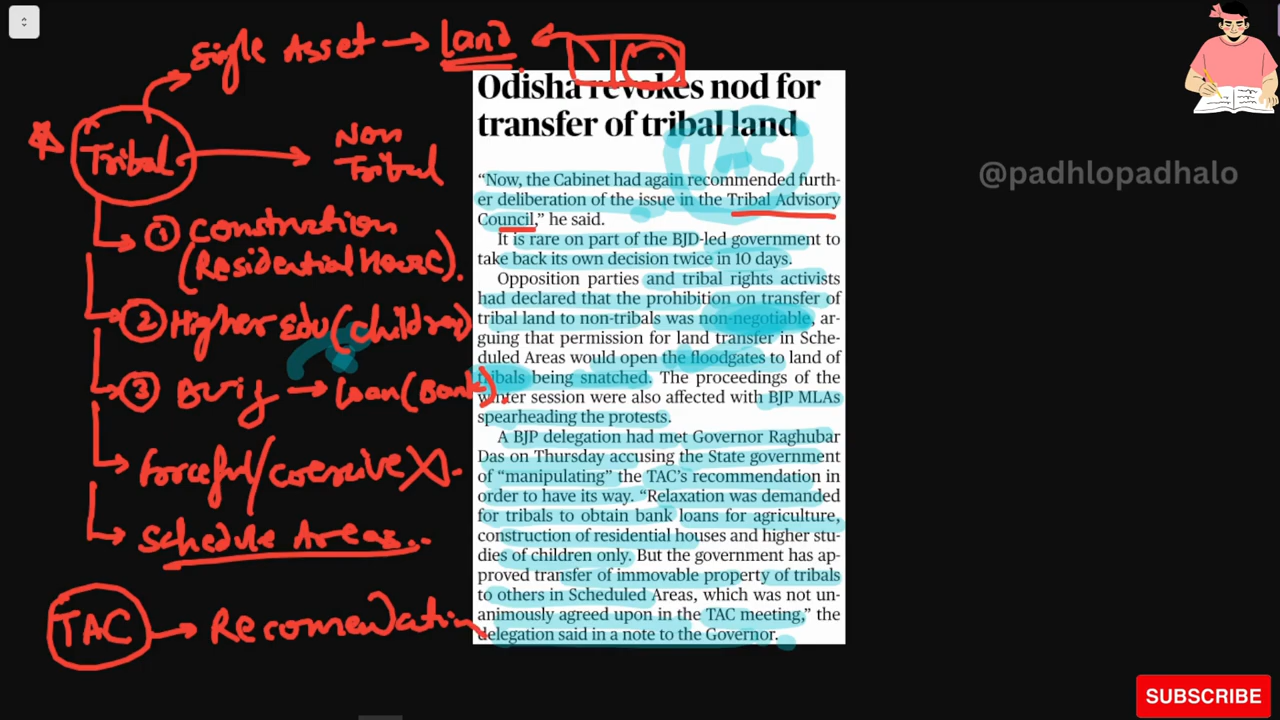 Single Asset → land
Tribal
Non
Tribal
① Construction
(Residential House).
② Higher Edu (children)
③ → Loan (Bank).
Forceful/coersive X.
Schedule Areas..
TAC → Recomendation
Odisha revokes nod for
transfer of tribal land
TAC
“Now, the Cabinet had again recommended furth-
er deliberation of the issue in the Tribal Advisory
Council,” he said.
It is rare on part of the BJD-led government to
take back its own decision twice in 10 days.
Opposition parties and tribal rights activists
had declared that the prohibition on transfer of
tribal land to non-tribals was non-negotiable, ar-
guing that permission for land transfer in Sche-
duled Areas would open the floodgates to land of
tribals being snatched. The proceedings of the
winter session were also affected with BJP MLAs
spearheading the protests.
A BJP delegation had met Governor Raghubar
Das on Thursday accusing the State government
of “manipulating” the TAC’s recommendation in
order to have its way. “Relaxation was demanded
for tribals to obtain bank loans for agriculture,
construction of residential houses and higher stu-
dies of children only. But the government has ap-
proved transfer of immovable property of tribals
to others in Scheduled Areas, which was not un-
animously agreed upon in the TAC meeting,” the
delegation said in a note to the Governor.
@padhlopadhalo
SUBSCRIBE